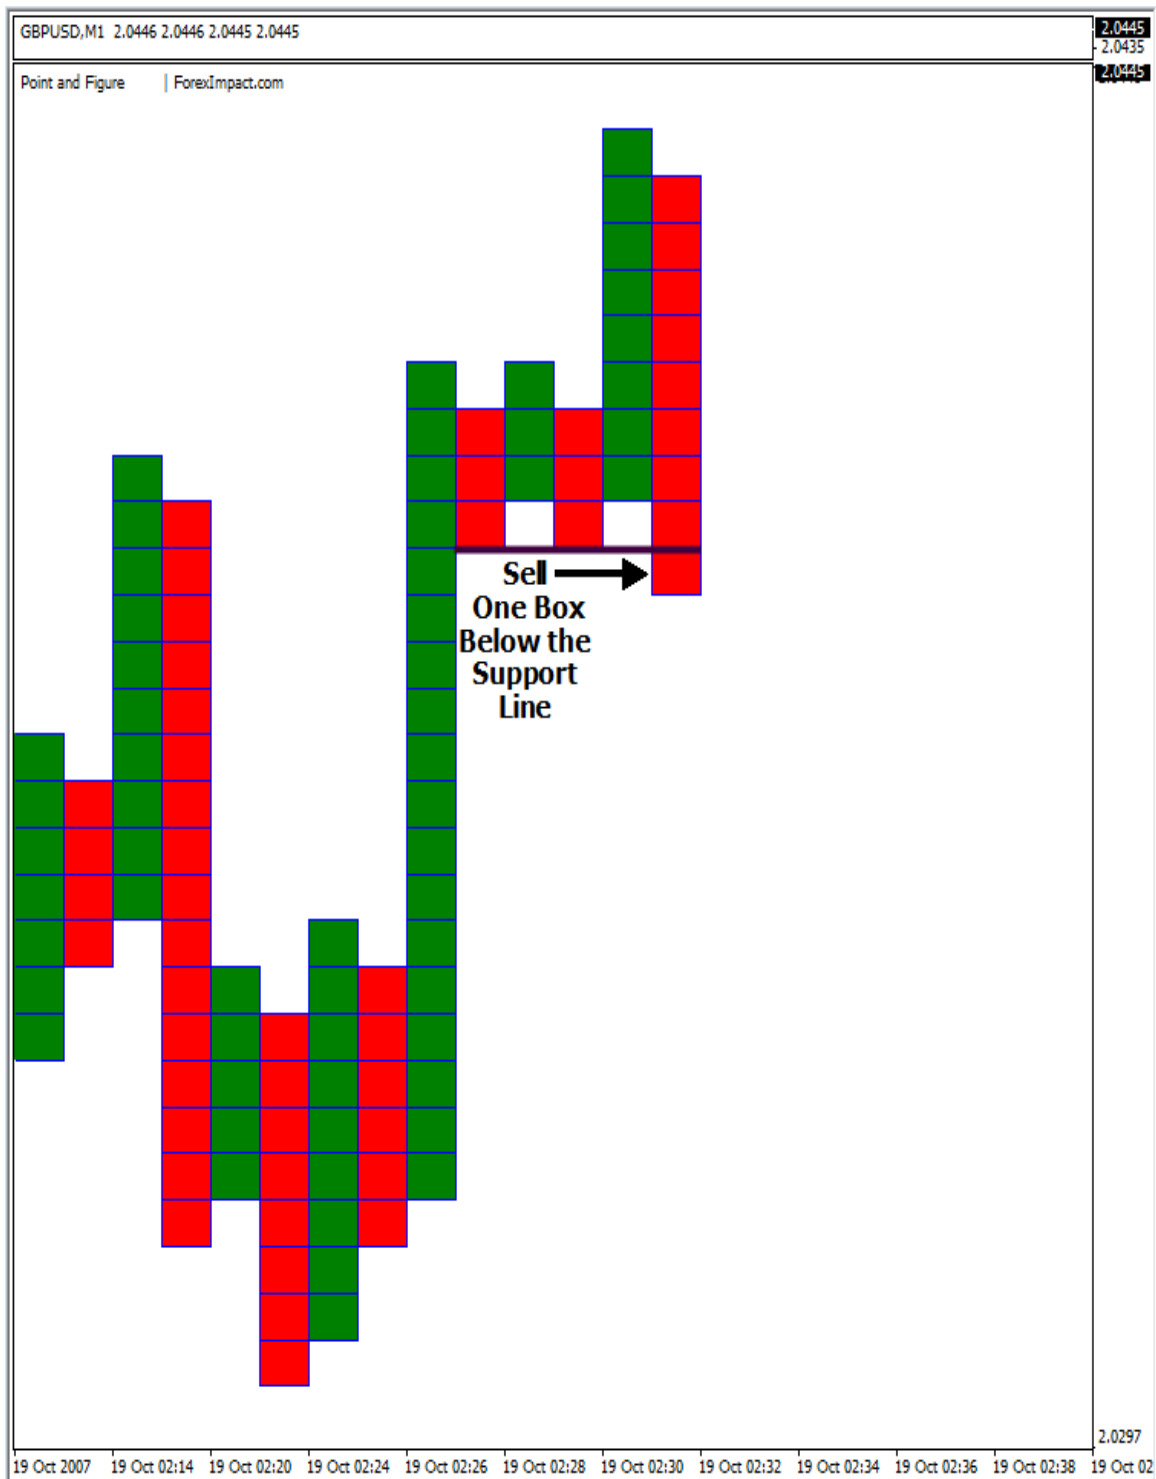 GBPUSD,M1 2.0446 2.0446 2.0445 2.0445
2.0445
2.0435
Point and Figure | ForexImpact.com
2.0445
Sell
One Box
Below the
Support
Line
2.0297
19 Oct 2007 19 Oct 02:14 19 Oct 02:20 19 Oct 02:24 19 Oct 02:26 19 Oct 02:28 19 Oct 02:30 19 Oct 02:32 19 Oct 02:34 19 Oct 02:36 19 Oct 02:38 19 Oct 02